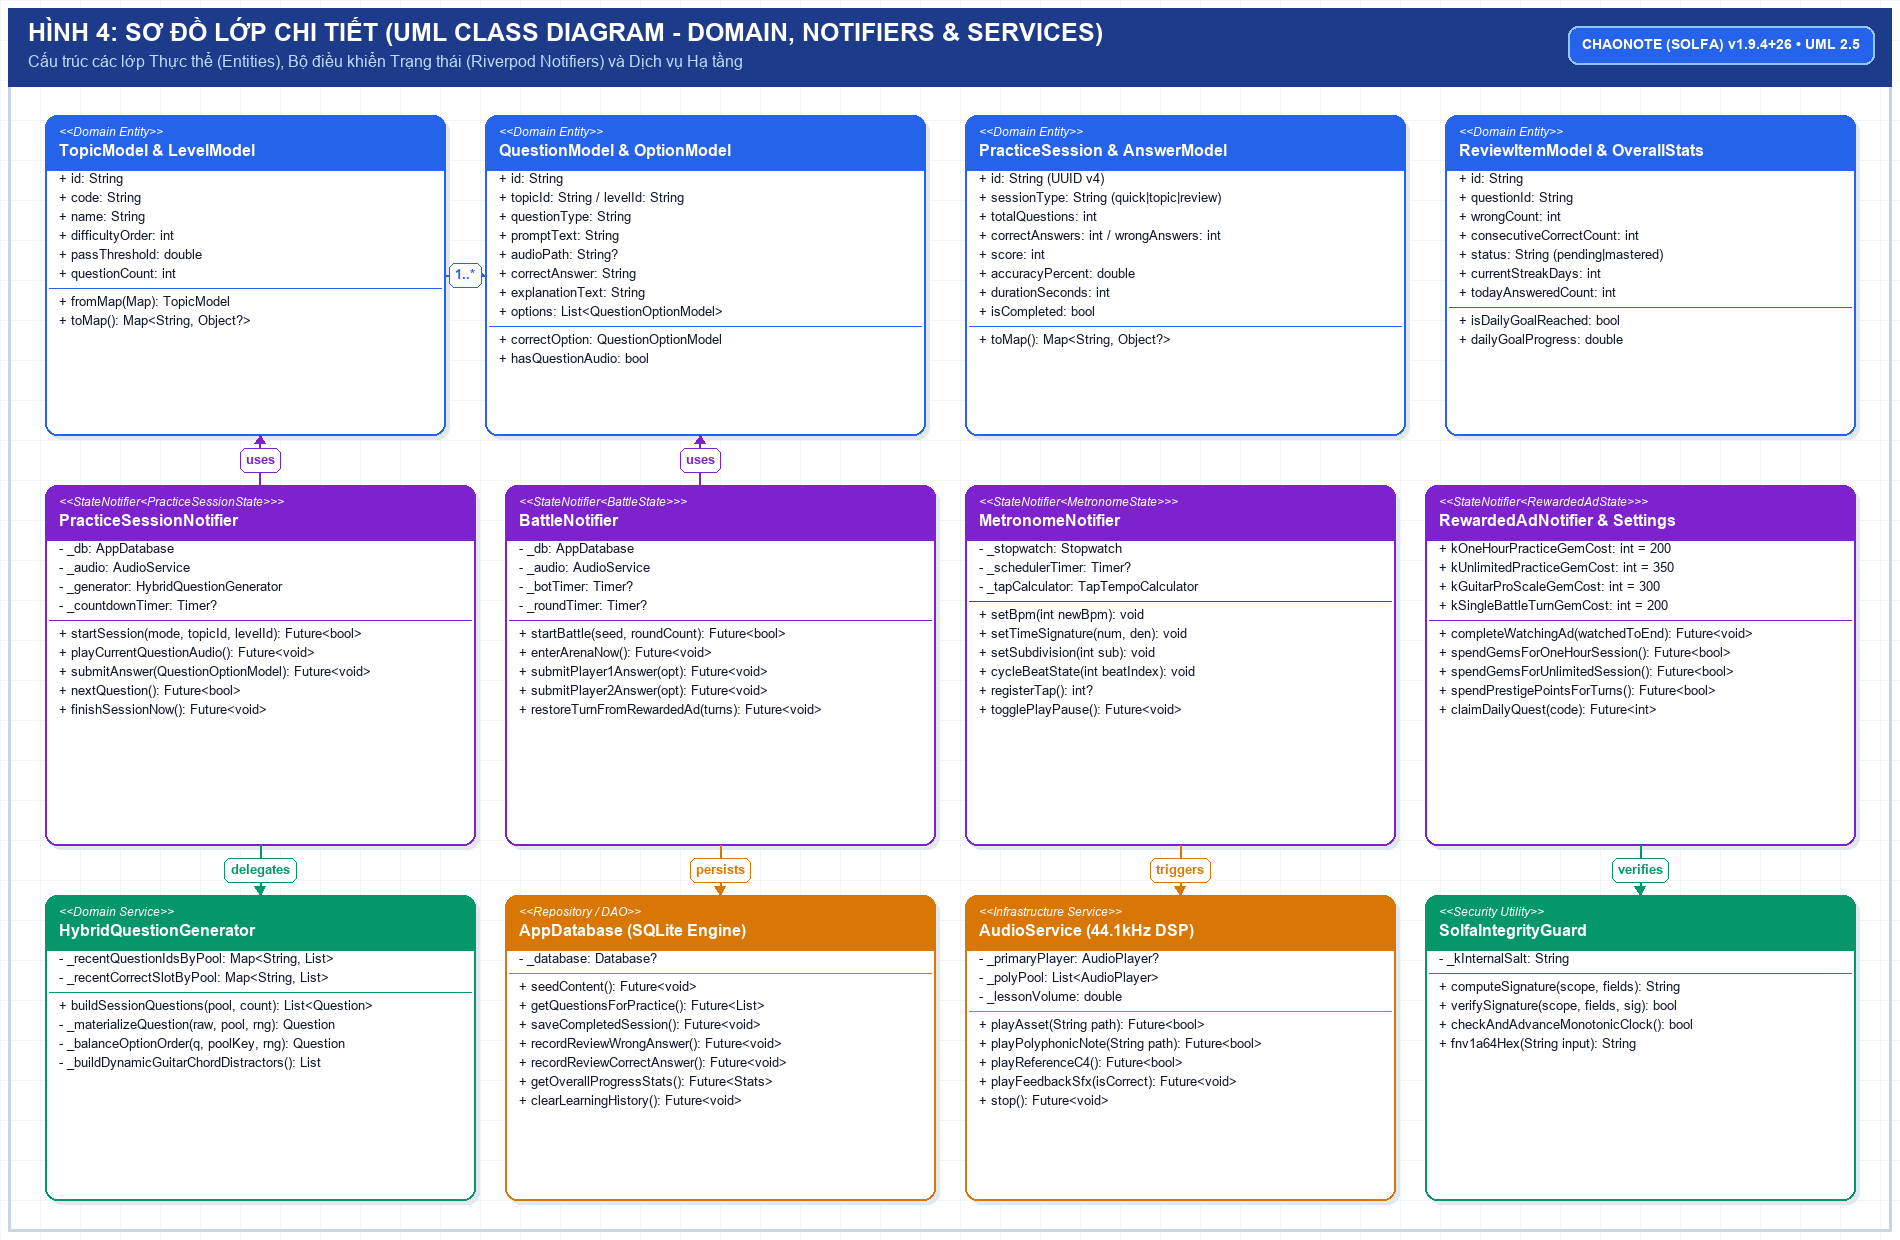 HÌNH 4: SƠ ĐỒ LỚP CHI TIẾT (UML CLASS DIAGRAM - DOMAIN, NOTIFIERS & SERVICES)
Cấu trúc các lớp Thực thể (Entities), Bộ điều khiển Trạng thái (Riverpod Notifiers) và Dịch vụ Hạ tầng
CHAONOTE (SOLFA) v1.9.4+26 • UML 2.5
<<Domain Entity>>
TopicModel & LevelModel
+ id: String
+ code: String
+ name: String
+ difficultyOrder: int
+ passThreshold: double
+ questionCount: int
+ fromMap(Map): TopicModel
+ toMap(): Map<String, Object?>
1..*
<<Domain Entity>>
QuestionModel & OptionModel
+ id: String
+ topicId: String / levelId: String
+ questionType: String
+ promptText: String
+ audioPath: String?
+ correctAnswer: String
+ explanationText: String
+ options: List<QuestionOptionModel>
+ correctOption: QuestionOptionModel
+ hasQuestionAudio: bool
<<Domain Entity>>
PracticeSession & AnswerModel
+ id: String (UUID v4)
+ sessionType: String (quick|topic|review)
+ totalQuestions: int
+ correctAnswers: int / wrongAnswers: int
+ score: int
+ accuracyPercent: double
+ durationSeconds: int
+ isCompleted: bool
+ toMap(): Map<String, Object?>
<<Domain Entity>>
ReviewItemModel & OverallStats
+ id: String
+ questionId: String
+ wrongCount: int
+ consecutiveCorrectCount: int
+ status: String (pending|mastered)
+ currentStreakDays: int
+ todayAnsweredCount: int
+ isDailyGoalReached: bool
+ dailyGoalProgress: double
uses
uses
<<StateNotifier<PracticeSessionState>>>
PracticeSessionNotifier
- _db: AppDatabase
- _audio: AudioService
- _generator: HybridQuestionGenerator
- _countdownTimer: Timer?
+ startSession(mode, topicId, levelId): Future<bool>
+ playCurrentQuestionAudio(): Future<void>
+ submitAnswer(QuestionOptionModel): Future<void>
+ nextQuestion(): Future<bool>
+ finishSessionNow(): Future<void>
<<StateNotifier<BattleState>>>
BattleNotifier
- _db: AppDatabase
- _audio: AudioService
- _botTimer: Timer?
- _roundTimer: Timer?
+ startBattle(seed, roundCount): Future<bool>
+ enterArenaNow(): Future<void>
+ submitPlayer1Answer(opt): Future<void>
+ submitPlayer2Answer(opt): Future<void>
+ restoreTurnFromRewardedAd(turns): Future<void>
<<StateNotifier<MetronomeState>>>
MetronomeNotifier
- _stopwatch: Stopwatch
- _schedulerTimer: Timer?
- _tapCalculator: TapTempoCalculator
+ setBpm(int newBpm): void
+ setTimeSignature(num, den): void
+ setSubdivision(int sub): void
+ cycleBeatState(int beatIndex): void
+ registerTap(): int?
+ togglePlayPause(): Future<void>
<<StateNotifier<RewardedAdState>>>
RewardedAdNotifier & Settings
+ kOneHourPracticeGemCost: int = 200
+ kUnlimitedPracticeGemCost: int = 350
+ kGuitarProScaleGemCost: int = 300
+ kSingleBattleTurnGemCost: int = 200
+ completeWatchingAd(watchedToEnd): Future<void>
+ spendGemsForOneHourSession(): Future<bool>
+ spendGemsForUnlimitedSession(): Future<bool>
+ spendPrestigePointsForTurns(): Future<bool>
+ claimDailyQuest(code): Future<int>
delegates
persists
triggers
verifies
<<Domain Service>>
HybridQuestionGenerator
- _recentQuestionIdsByPool: Map<String, List>
- _recentCorrectSlotByPool: Map<String, List>
+ buildSessionQuestions(pool, count): List<Question>
- _materializeQuestion(raw, pool, rng): Question
- _balanceOptionOrder(q, poolKey, rng): Question
- _buildDynamicGuitarChordDistractors(): List
<<Repository / DAO>>
AppDatabase (SQLite Engine)
- _database: Database?
+ seedContent(): Future<void>
+ getQuestionsForPractice(): Future<List>
+ saveCompletedSession(): Future<void>
+ recordReviewWrongAnswer(): Future<void>
+ recordReviewCorrectAnswer(): Future<void>
+ getOverallProgressStats(): Future<Stats>
+ clearLearningHistory(): Future<void>
<<Infrastructure Service>>
AudioService (44.1kHz DSP)
- _primaryPlayer: AudioPlayer?
- _polyPool: List<AudioPlayer>
- _lessonVolume: double
+ playAsset(String path): Future<bool>
+ playPolyphonicNote(String path): Future<bool>
+ playReferenceC4(): Future<bool>
+ playFeedbackSfx(isCorrect): Future<void>
+ stop(): Future<void>
<<Security Utility>>
SolfaIntegrityGuard
- _kInternalSalt: String
+ computeSignature(scope, fields): String
+ verifySignature(scope, fields, sig): bool
+ checkAndAdvanceMonotonicClock(): bool
+ fnv1a64Hex(String input): String